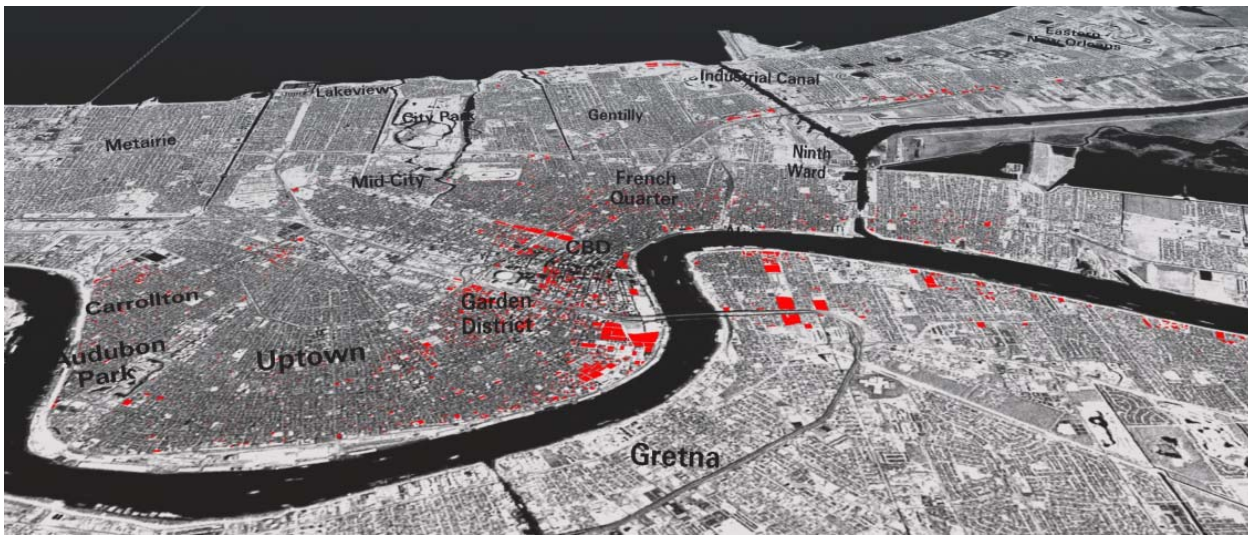 Eastern
New Orleans
Industrial Canal
Lakeview
City Park
Gentilly
Metairie
Ninth
Ward
Mid-City
French
Quarter
CBD
Carrollton
Garden
District
Audubon
Park
Uptown
Gretna